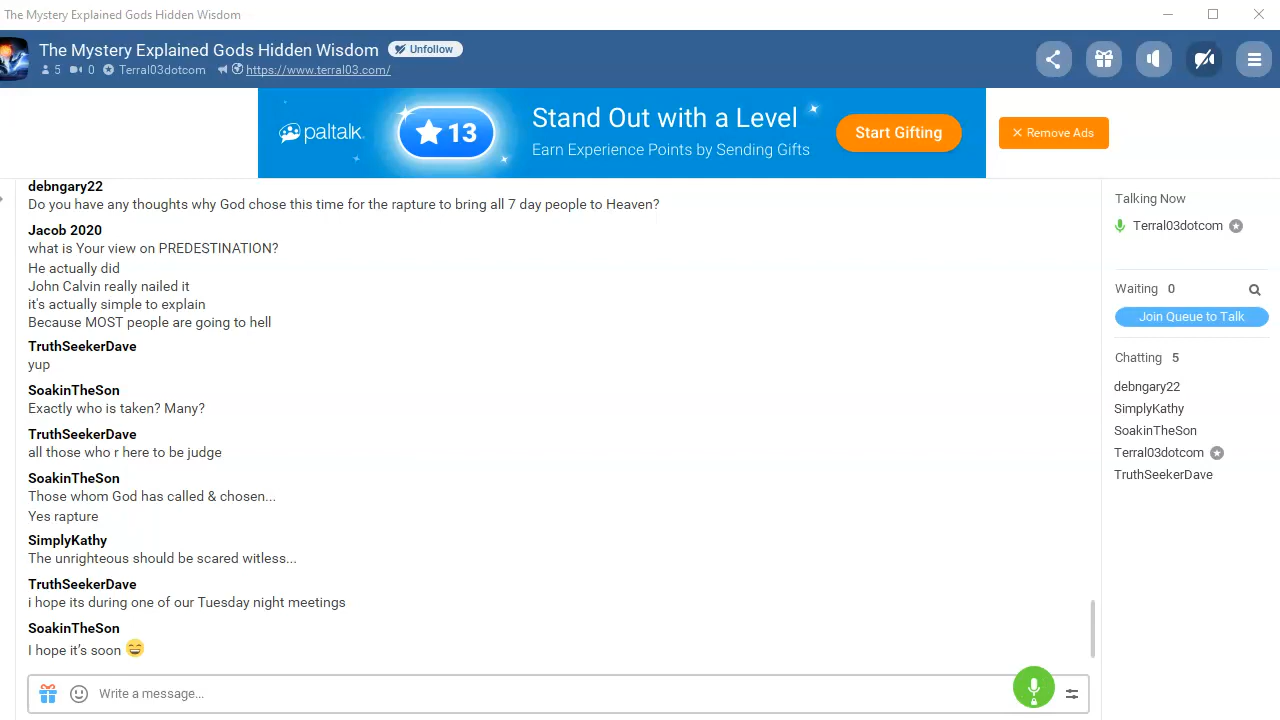 The Mystery Explained Gods Hidden Wisdom
The Mystery Explained Gods Hidden Wisdom Unfollow
5 0 Terral03dotcom https://www.terral03.com/
paltalk 13 Stand Out with a Level
Earn Experience Points by Sending Gifts
Start Gifting
Remove Ads
debngary22
Do you have any thoughts why God chose this time for the rapture to bring all 7 day people to Heaven?
Jacob 2020
what is Your view on PREDESTINATION?
He actually did
John Calvin really nailed it
it's actually simple to explain
Because MOST people are going to hell
TruthSeekerDave
yup
SoakinTheSon
Exactly who is taken? Many?
TruthSeekerDave
all those who r here to be judge
SoakinTheSon
Those whom God has called & chosen...
Yes rapture
SimplyKathy
The unrighteous should be scared witless...
TruthSeekerDave
i hope its during one of our Tuesday night meetings
SoakinTheSon
I hope it’s soon 😄
Write a message...
Talking Now
Terral03dotcom
Waiting 0
Join Queue to Talk
Chatting 5
debngary22
SimplyKathy
SoakinTheSon
Terral03dotcom
TruthSeekerDave